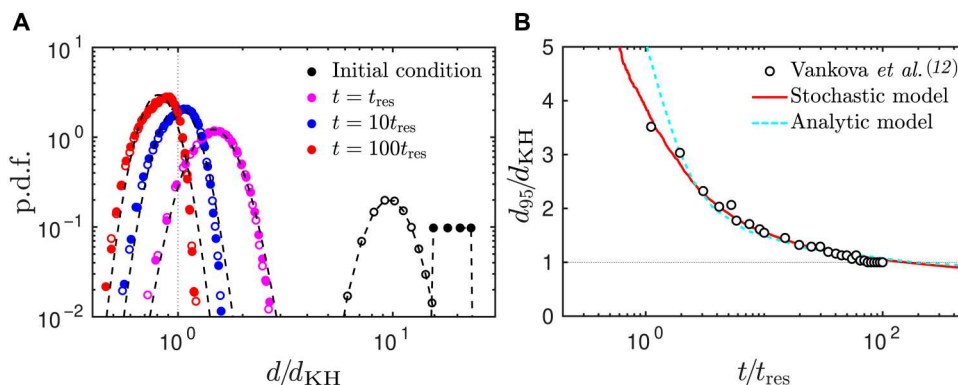 A
p.d.f.
10^1
10^0
10^{-1}
10^{-2}
Initial condition
t = t_res
t = 10t_res
t = 100t_res
10^0
10^1
d/d_KH
B
d_95/d_KH
5
4
3
2
1
0
Vankova et al.(12)
Stochastic model
Analytic model
10^0
10^1
10^2
t/t_res